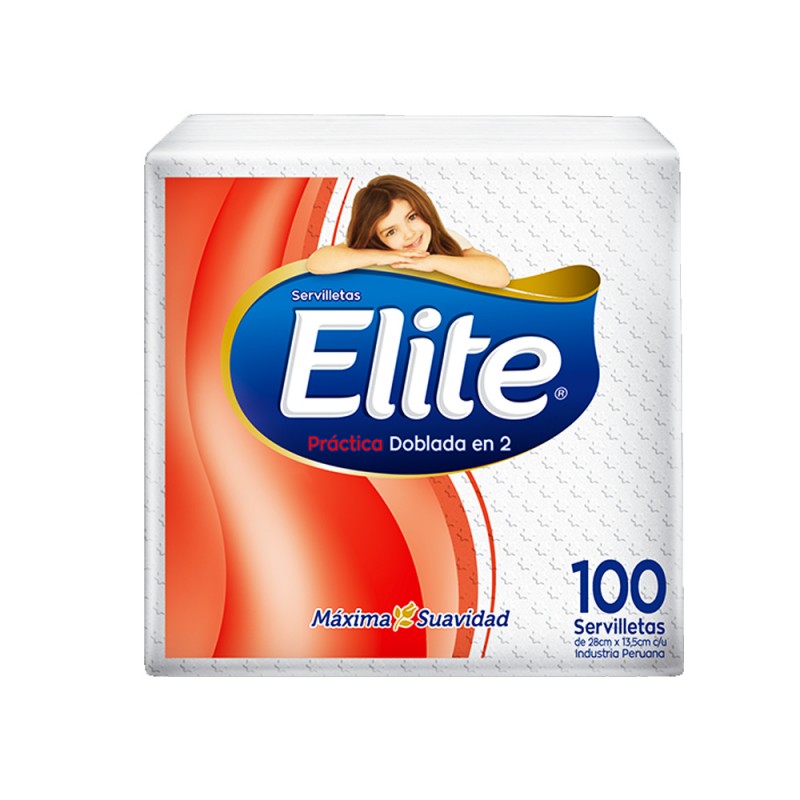 Servilletas
Elite®
Práctica Doblada en 2
Máxima Suavidad
100
Servilletas
de 28cm x 13,5cm c/u
Industria Peruana